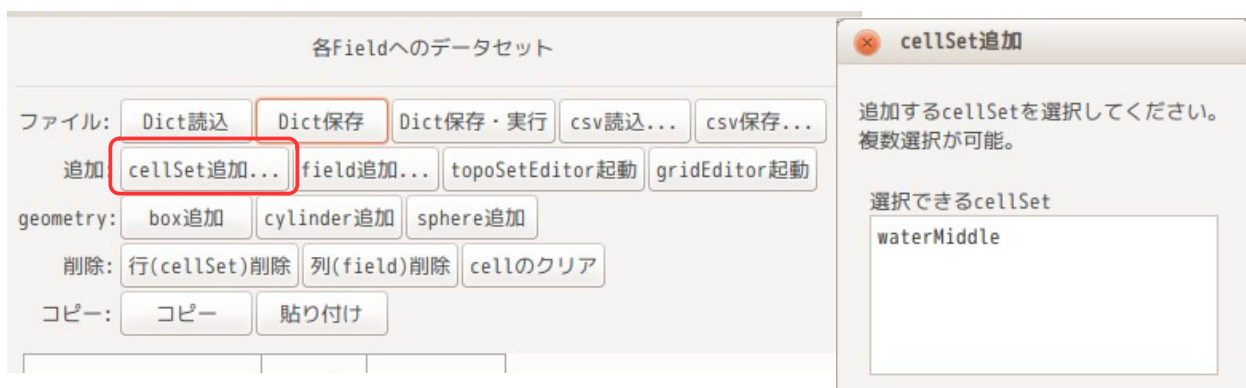 各Fieldへのデータセット
ファイル: Dict読込 Dict保存 Dict保存・実行 csv読込... csv保存...
追加: cellSet追加... field追加... topoSetEditor起動 gridEditor起動
geometry: box追加 cylinder追加 sphere追加
削除: 行(cellSet)削除 列(field)削除 cellのクリア
コピー: コピー 貼り付け
cellSet追加
追加するcellSetを選択してください。
複数選択が可能。
選択できるcellSet
waterMiddle